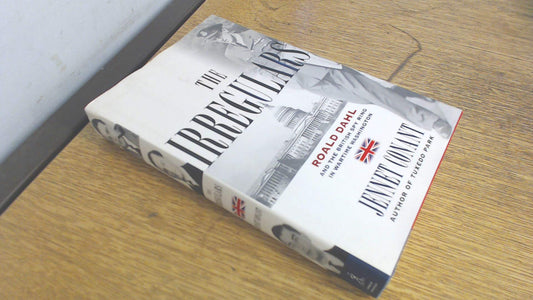 THE
IRREGULARS
ROALD DAHL
AND THE BRITISH SPY RING
IN WARTIME WASHINGTON
JENNET CONANT
AUTHOR OF TUXEDO PARK